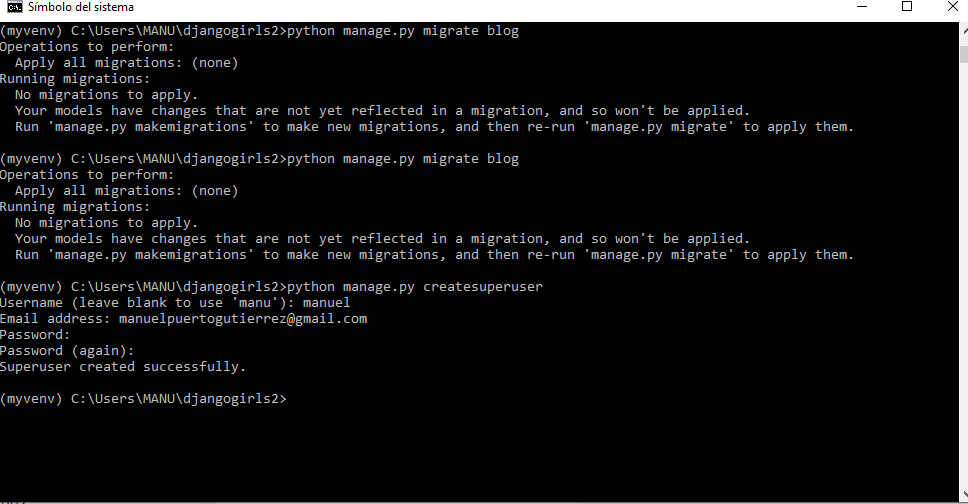 Símbolo del sistema
(myvenv) C:\Users\MANU\djangogirls2>python manage.py migrate blog
Operations to perform:
  Apply all migrations: (none)
Running migrations:
  No migrations to apply.
  Your models have changes that are not yet reflected in a migration, and so won't be applied.
  Run 'manage.py makemigrations' to make new migrations, and then re-run 'manage.py migrate' to apply them.
(myvenv) C:\Users\MANU\djangogirls2>python manage.py migrate blog
Operations to perform:
  Apply all migrations: (none)
Running migrations:
  No migrations to apply.
  Your models have changes that are not yet reflected in a migration, and so won't be applied.
  Run 'manage.py makemigrations' to make new migrations, and then re-run 'manage.py migrate' to apply them.
(myvenv) C:\Users\MANU\djangogirls2>python manage.py createsuperuser
Username (leave blank to use 'manu'): manuel
Email address: manuelpuertogutierrez@gmail.com
Password:
Password (again):
Superuser created successfully.
(myvenv) C:\Users\MANU\djangogirls2>